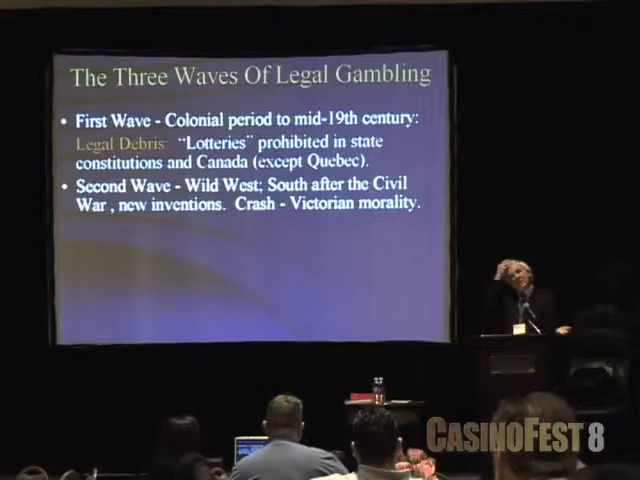 The Three Waves Of Legal Gambling
• First Wave - Colonial period to mid-19th century:
Legal Debris: "Lotteries" prohibited in state
constitutions and Canada (except Quebec).
• Second Wave - Wild West; South after the Civil
War , new inventions. Crash - Victorian morality.
CASINOFEST 8